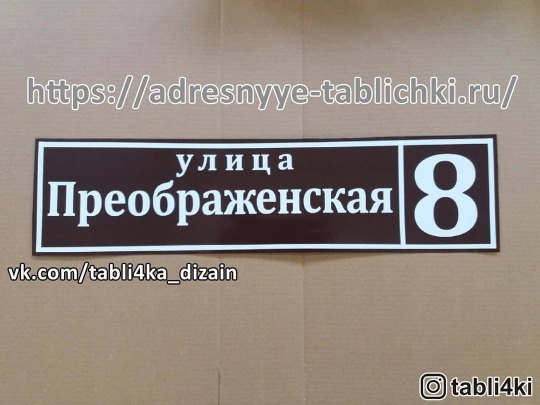 https://adresnyye-tablichki.ru/
улица
Преображенская
8
vk.com/tabli4ka_dizain
tabli4ki